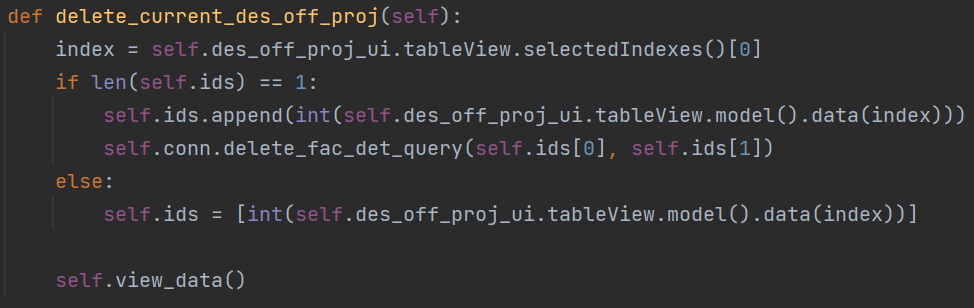 def delete_current_des_off_proj(self):
    index = self.des_off_proj_ui.tableView.selectedIndexes()[0]
    if len(self.ids) == 1:
        self.ids.append(int(self.des_off_proj_ui.tableView.model().data(index)))
        self.conn.delete_fac_det_query(self.ids[0], self.ids[1])
    else:
        self.ids = [int(self.des_off_proj_ui.tableView.model().data(index))]

    self.view_data()